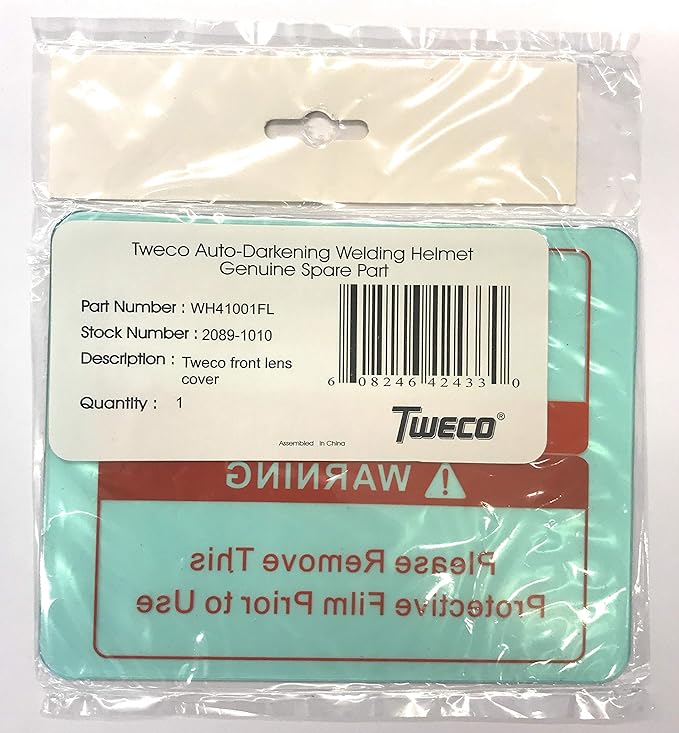 Tweco Auto-Darkening Welding Helmet
Genuine Spare Part
Part Number : WH41001FL
Stock Number : 2089-1010
Description : Tweco front lens
cover
Quantity : 1
6 08246 42433 0
TWECO®
Assembled in China
WARNING
Please Remove This
Protective Film Prior to Use